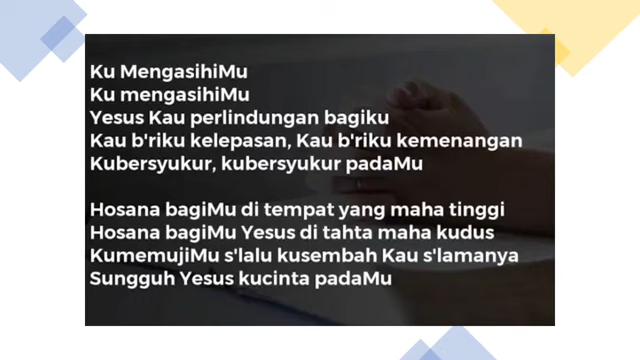 Ku MengasihiMu
Ku mengasihiMu
Yesus Kau perlindungan bagiku
Kau b'riku kelepasan, Kau b'riku kemenangan
Kubersyukur, kubersyukur padaMu
Hosana bagiMu di tempat yang maha tinggi
Hosana bagiMu Yesus di tahta maha kudus
KumemujiMu s'lalu kusembah Kau s'lamanya
Sungguh Yesus kucinta padaMu